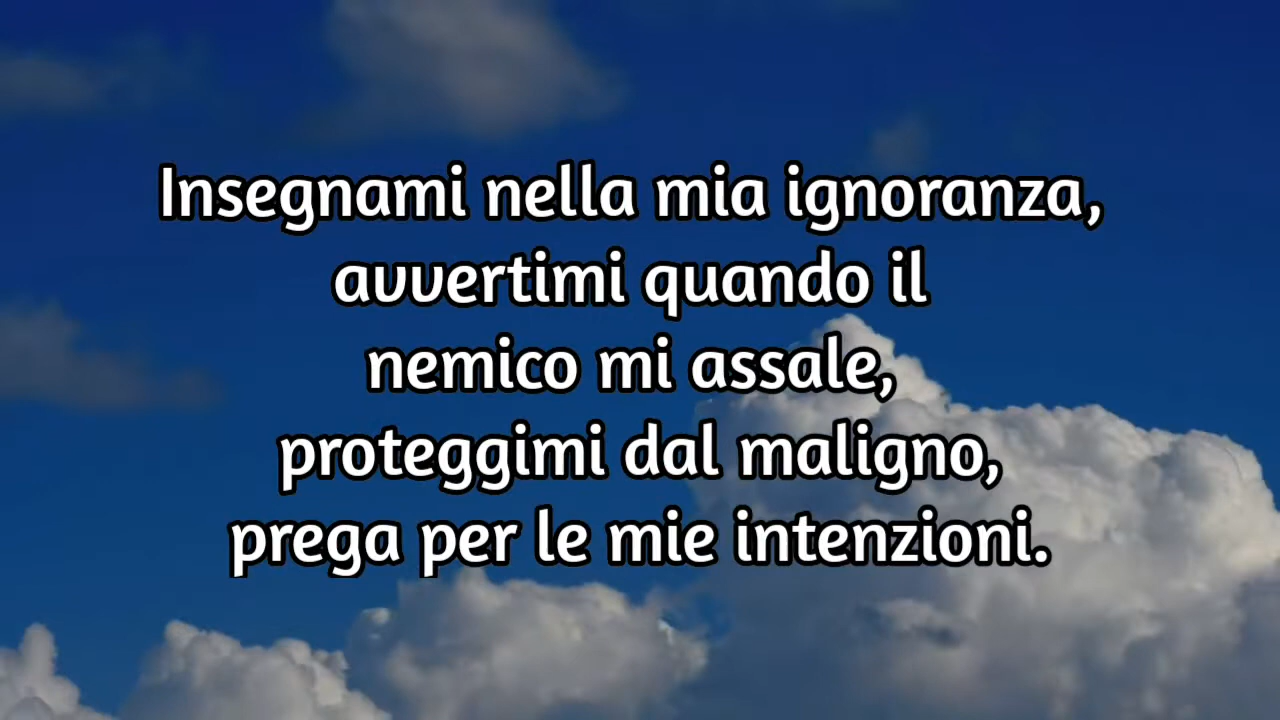 Insegnami nella mia ignoranza,
avvertimi quando il
nemico mi assale,
proteggimi dal maligno,
prega per le mie intenzioni.